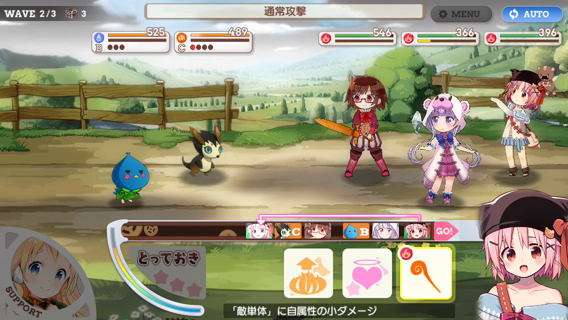 WAVE 2/3 3
通常攻撃
MENU
AUTO
525
B
489
C
546
366
396
C B GO!
とっておき
SUPPORT
「敵単体」に自属性の小ダメージ